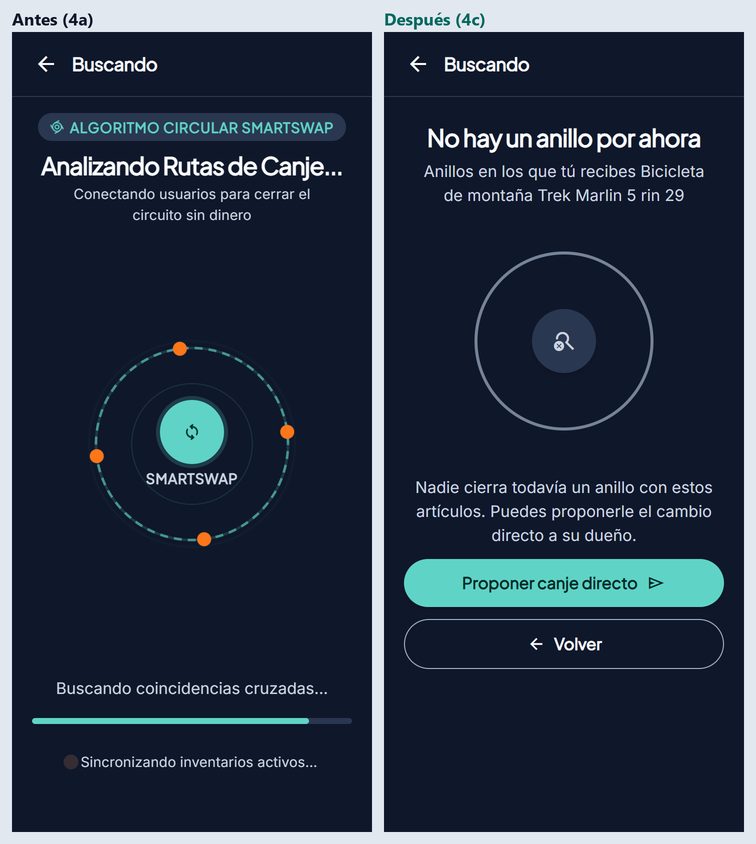 Antes (4a)
Buscando
ALGORITMO CIRCULAR SMARTSWAP
Analizando Rutas de Canje...
Conectando usuarios para cerrar el
circuito sin dinero
SMARTSWAP
Buscando coincidencias cruzadas...
Sincronizando inventarios activos...
Después (4c)
Buscando
No hay un anillo por ahora
Anillos en los que tú recibes Bicicleta
de montaña Trek Marlin 5 rin 29
Nadie cierra todavía un anillo con estos
artículos. Puedes proponerle el cambio
directo a su dueño.
Proponer canje directo
Volver